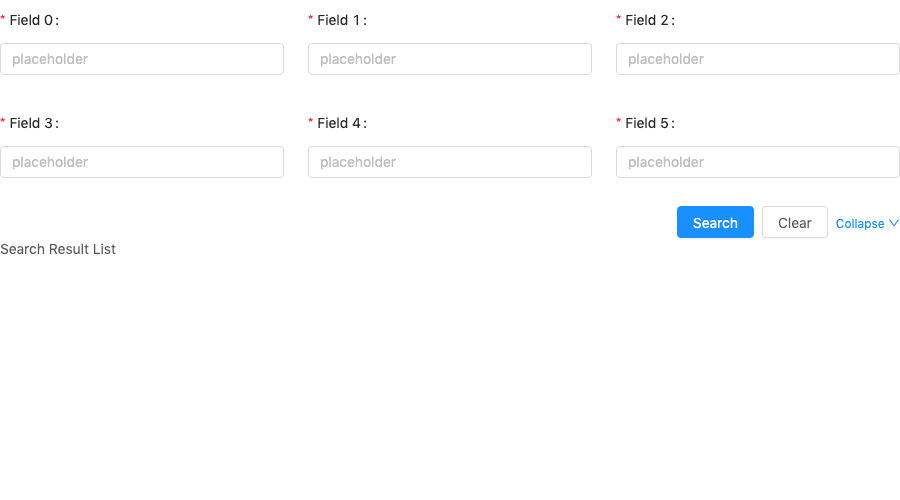 * Field 0 :
* Field 1 :
* Field 2 :
placeholder
placeholder
placeholder
* Field 3 :
* Field 4 :
* Field 5 :
placeholder
placeholder
placeholder
Search
Clear
Collapse
Search Result List